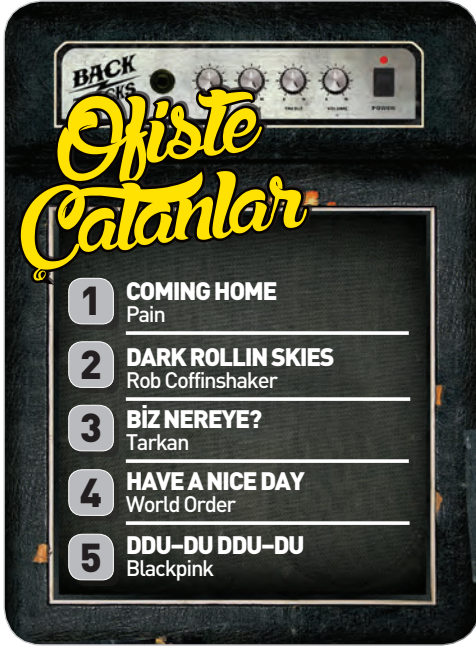 BACK
Ofiste
Çatanlar
TREBLE
VOLUME
POWER
1
COMING HOME
Pain
2
DARK ROLLIN SKIES
Rob Coffinshaker
3
BİZ NEREYE?
Tarkan
4
HAVE A NICE DAY
World Order
5
DDU–DU DDU–DU
Blackpink